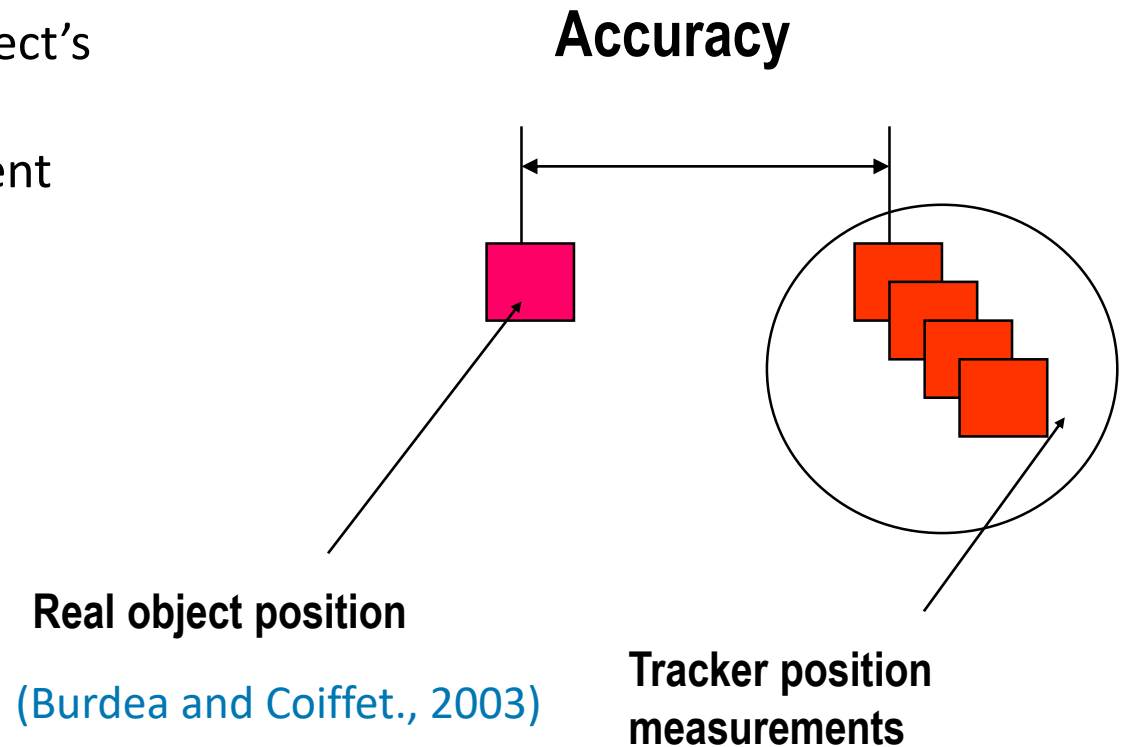 ect’s
ent
Accuracy
Real object position
(Burdea and Coiffet., 2003)
Tracker position
measurements